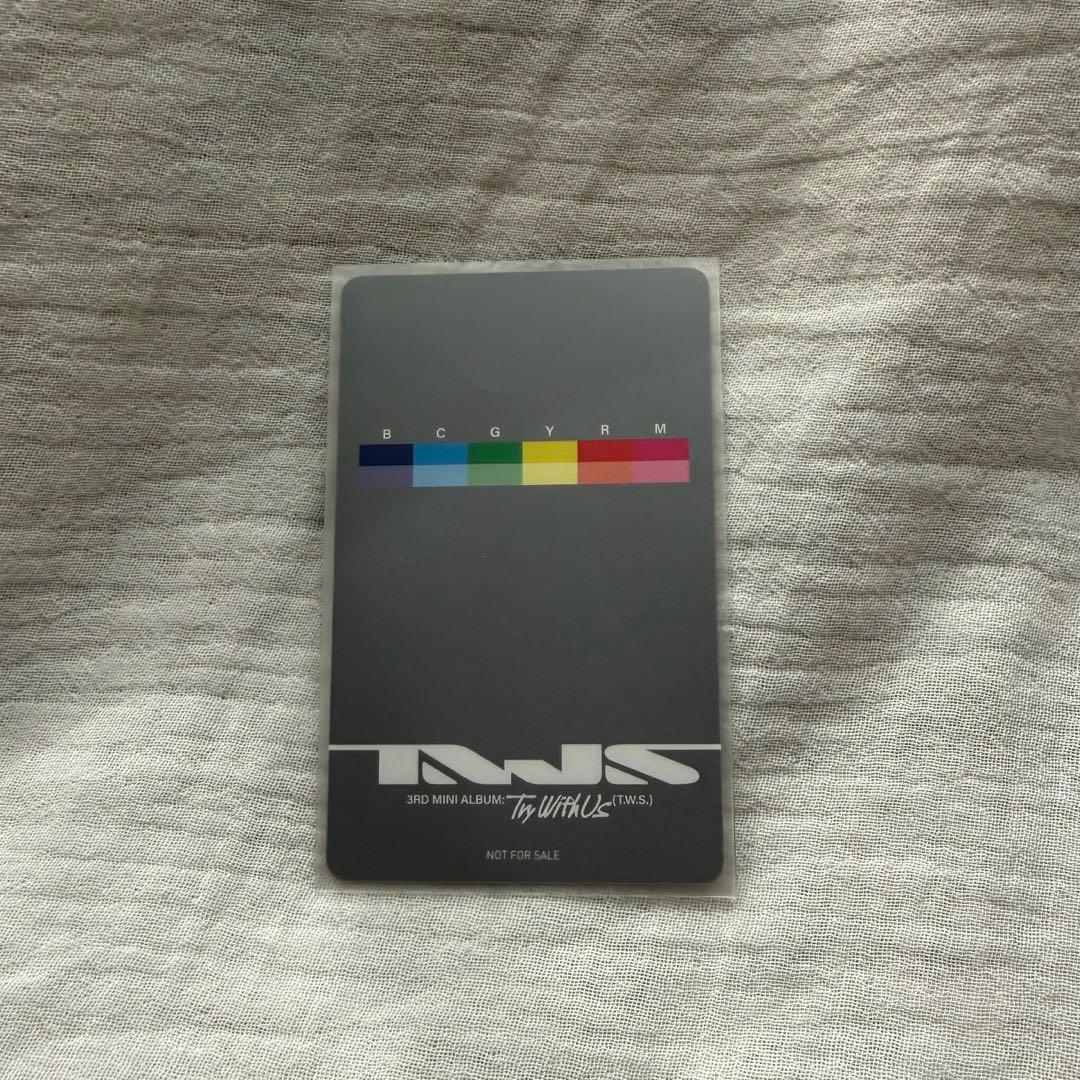 B C G Y R M
TWS
3RD MINI ALBUM: Try With Us (T.W.S.)
NOT FOR SALE